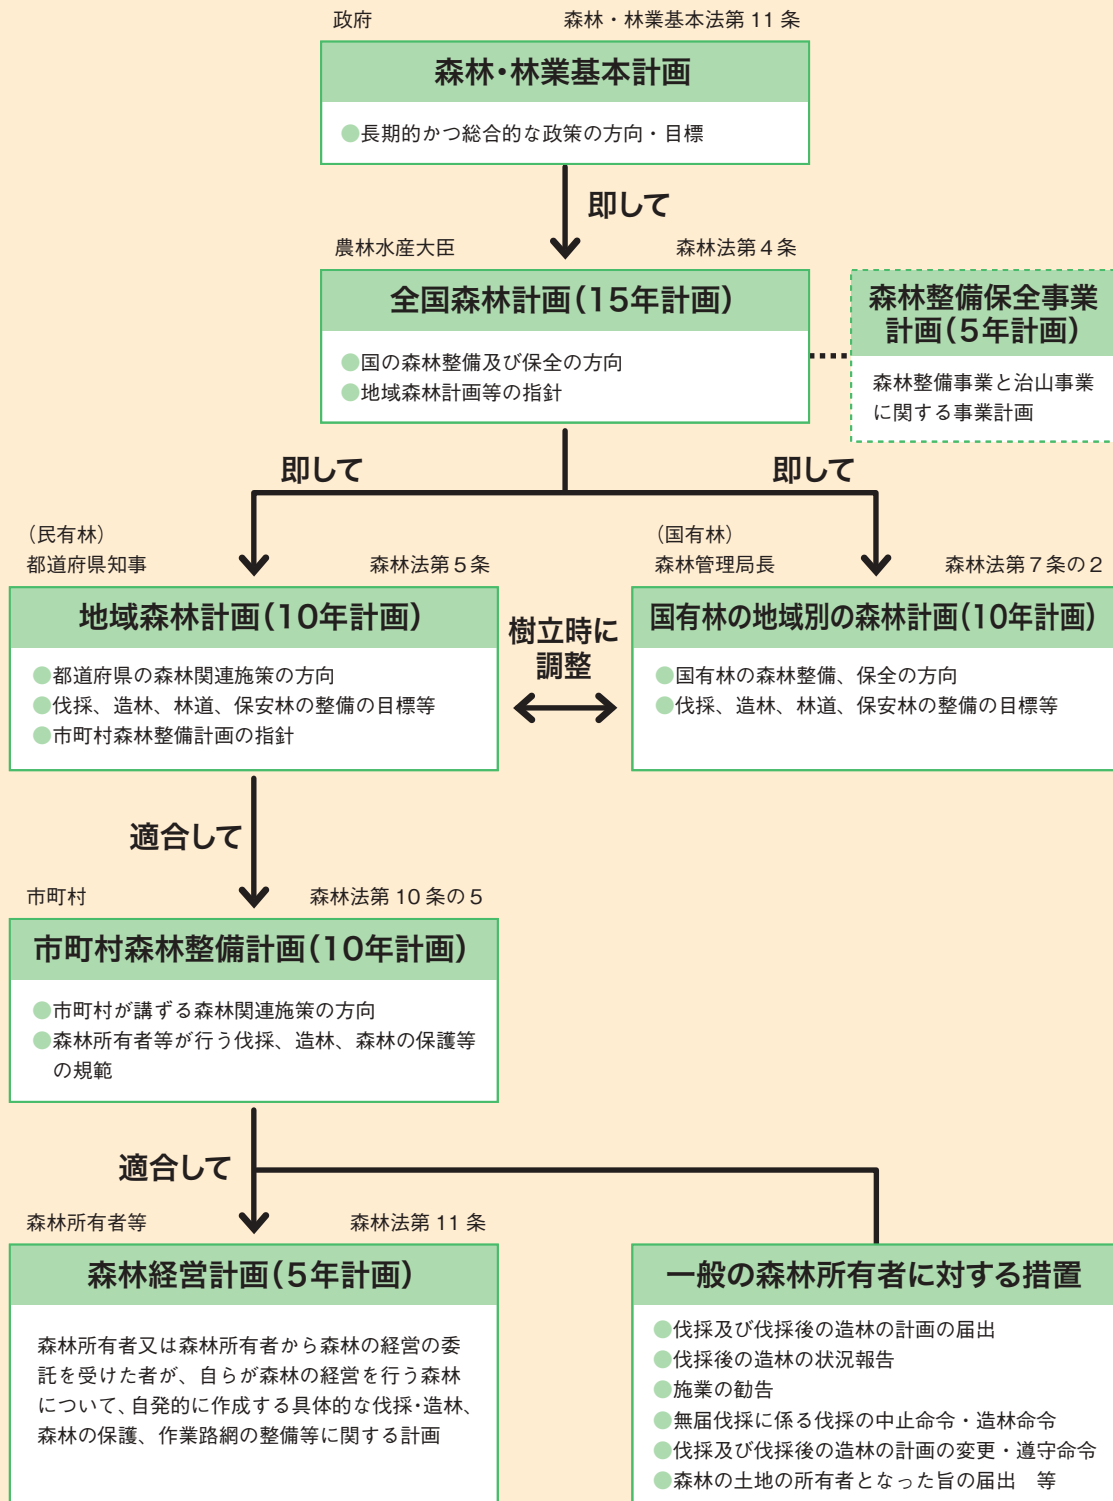 政府
森林・林業基本法第 11 条
森林・林業基本計画
●長期的かつ総合的な政策の方向・目標
即して
農林水産大臣
森林法第４条
全国森林計画（15年計画）
●国の森林整備及び保全の方向
●地域森林計画等の指針
森林整備保全事業
計画（5年計画）
森林整備事業と治山事業
に関する事業計画
即して
即して
（民有林）
都道府県知事
森林法第５条
地域森林計画（10年計画）
●都道府県の森林関連施策の方向
●伐採、造林、林道、保安林の整備の目標等
●市町村森林整備計画の指針
樹立時に
調整
（国有林）
森林管理局長
森林法第７条の２
国有林の地域別の森林計画（10年計画）
●国有林の森林整備、保全の方向
●伐採、造林、林道、保安林の整備の目標等
適合して
市町村
森林法第 10 条の５
市町村森林整備計画（10年計画）
●市町村が講ずる森林関連施策の方向
●森林所有者等が行う伐採、造林、森林の保護等
の規範
適合して
森林所有者等
森林法第 11 条
森林経営計画（5年計画）
森林所有者又は森林所有者から森林の経営の委
託を受けた者が、自らが森林の経営を行う森林
について、自発的に作成する具体的な伐採・造林、
森林の保護、作業路網の整備等に関する計画
一般の森林所有者に対する措置
●伐採及び伐採後の造林の計画の届出
●伐採後の造林の状況報告
●施業の勧告
●無届伐採に係る伐採の中止命令・造林命令
●伐採及び伐採後の造林の計画の変更・遵守命令
●森林の土地の所有者となった旨の届出　等